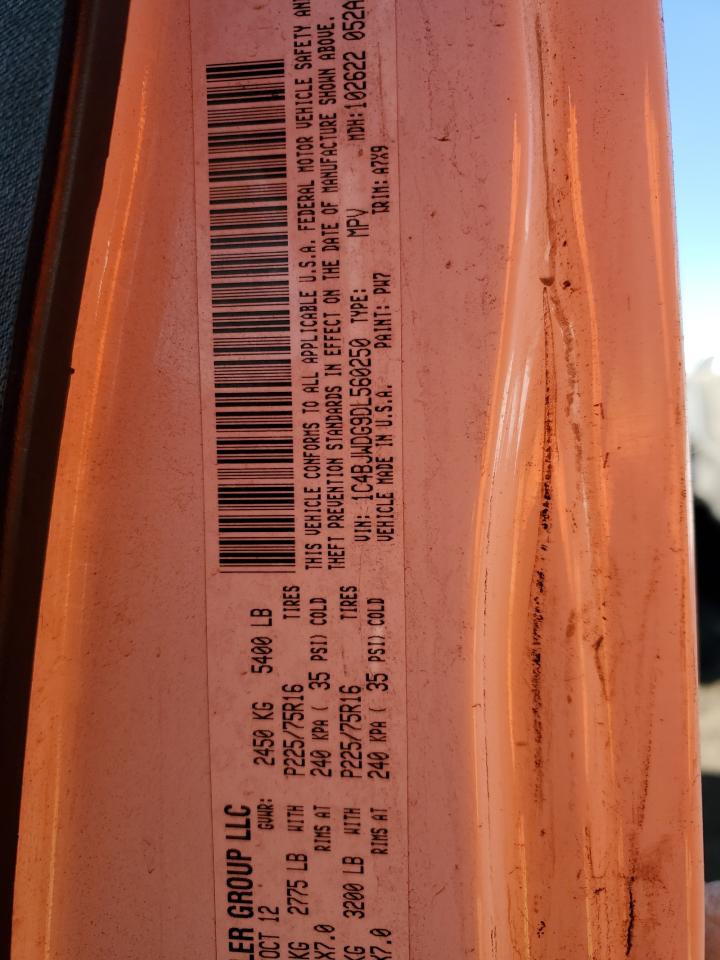 LER GROUP LLC
OCT 12 GVWR: 2450 KG 5400 LB
KG 2775 LB WITH P225/75R16 TIRES
X7.0 RIMS AT 240 KPA ( 35 PSI) COLD
KG 3200 LB WITH P225/75R16 TIRES
X7.0 RIMS AT 240 KPA ( 35 PSI) COLD
THIS VEHICLE CONFORMS TO ALL APPLICABLE U.S.A. FEDERAL MOTOR VEHICLE SAFETY AN
THEFT PREVENTION STANDARDS IN EFFECT ON THE DATE OF MANUFACTURE SHOWN ABOVE.
VIN: 1C4BJWDG9DL560250 TYPE: MPV MDH:102622 052A
VEHICLE MADE IN U.S.A. PAINT: PW7 TRIM: A7X9